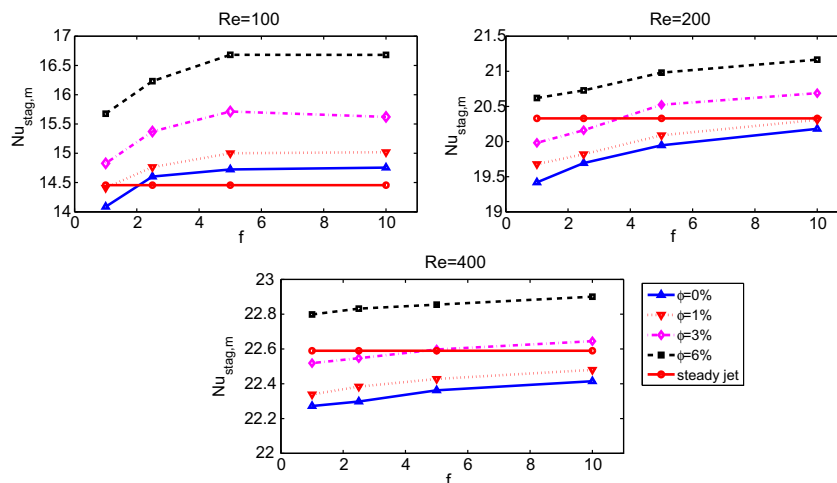 Re=100
17
16.5
16
15.5
15
14.5
14
Nu_stag,m
0 2 4 6 8 10
f
Re=200
21.5
21
20.5
20
19.5
19
Nu_stag,m
0 2 4 6 8 10
f
Re=400
23
22.8
22.6
22.4
22.2
22
Nu_stag,m
0 2 4 6 8 10
f
ϕ=0%
ϕ=1%
ϕ=3%
ϕ=6%
steady jet